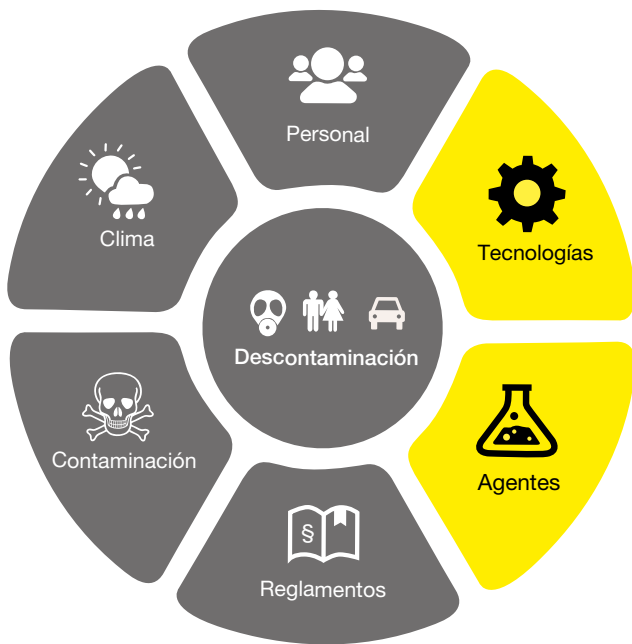 Personal
Clima
Tecnologías
Descontaminación
Contaminación
Agentes
§
Reglamentos